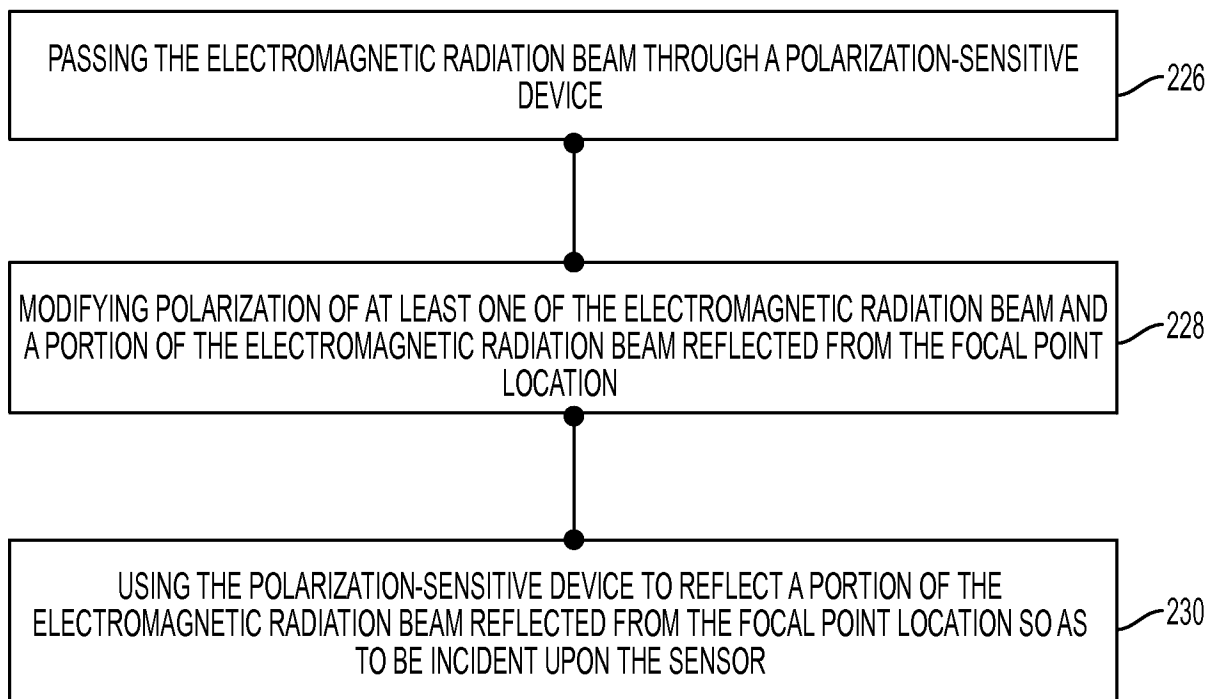 PASSING THE ELECTROMAGNETIC RADIATION BEAM THROUGH A POLARIZATION-SENSITIVE
DEVICE
226
MODIFYING POLARIZATION OF AT LEAST ONE OF THE ELECTROMAGNETIC RADIATION BEAM AND
A PORTION OF THE ELECTROMAGNETIC RADIATION BEAM REFLECTED FROM THE FOCAL POINT
LOCATION
228
USING THE POLARIZATION-SENSITIVE DEVICE TO REFLECT A PORTION OF THE
ELECTROMAGNETIC RADIATION BEAM REFLECTED FROM THE FOCAL POINT LOCATION SO AS
TO BE INCIDENT UPON THE SENSOR
230